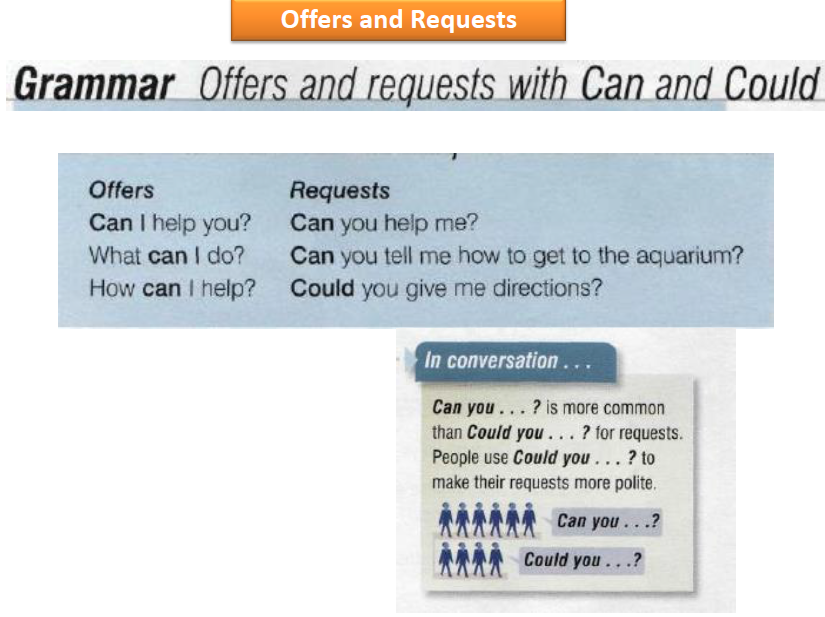 Offers and Requests
Grammar Offers and requests with Can and Could
Offers Requests
Can I help you? Can you help me?
What can I do? Can you tell me how to get to the aquarium?
How can I help? Could you give me directions?
In conversation . . .
Can you . . . ? is more common
than Could you . . . ? for requests.
People use Could you . . . ? to
make their requests more polite.
Can you . . .?
Could you . . .?